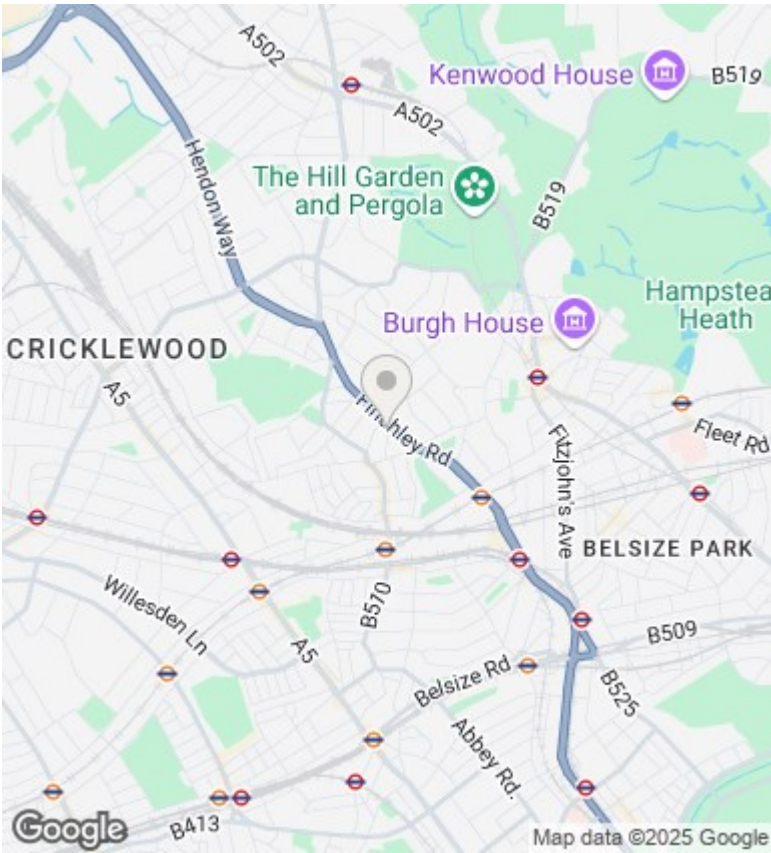 A502
Kenwood House
B519
A502
The Hill Garden
and Pergola
B519
Hendon Way
Hampstea
Heath
Burgh House
CRICKLEWOOD
A5
Finchley Rd
Fleet Rd
Fitzjohn's Ave
BELSIZE PARK
Willesden Ln
B510
A5
B509
Belsize Rd
B525
Abbey Rd.
B413
Google
Map data ©2025 Google